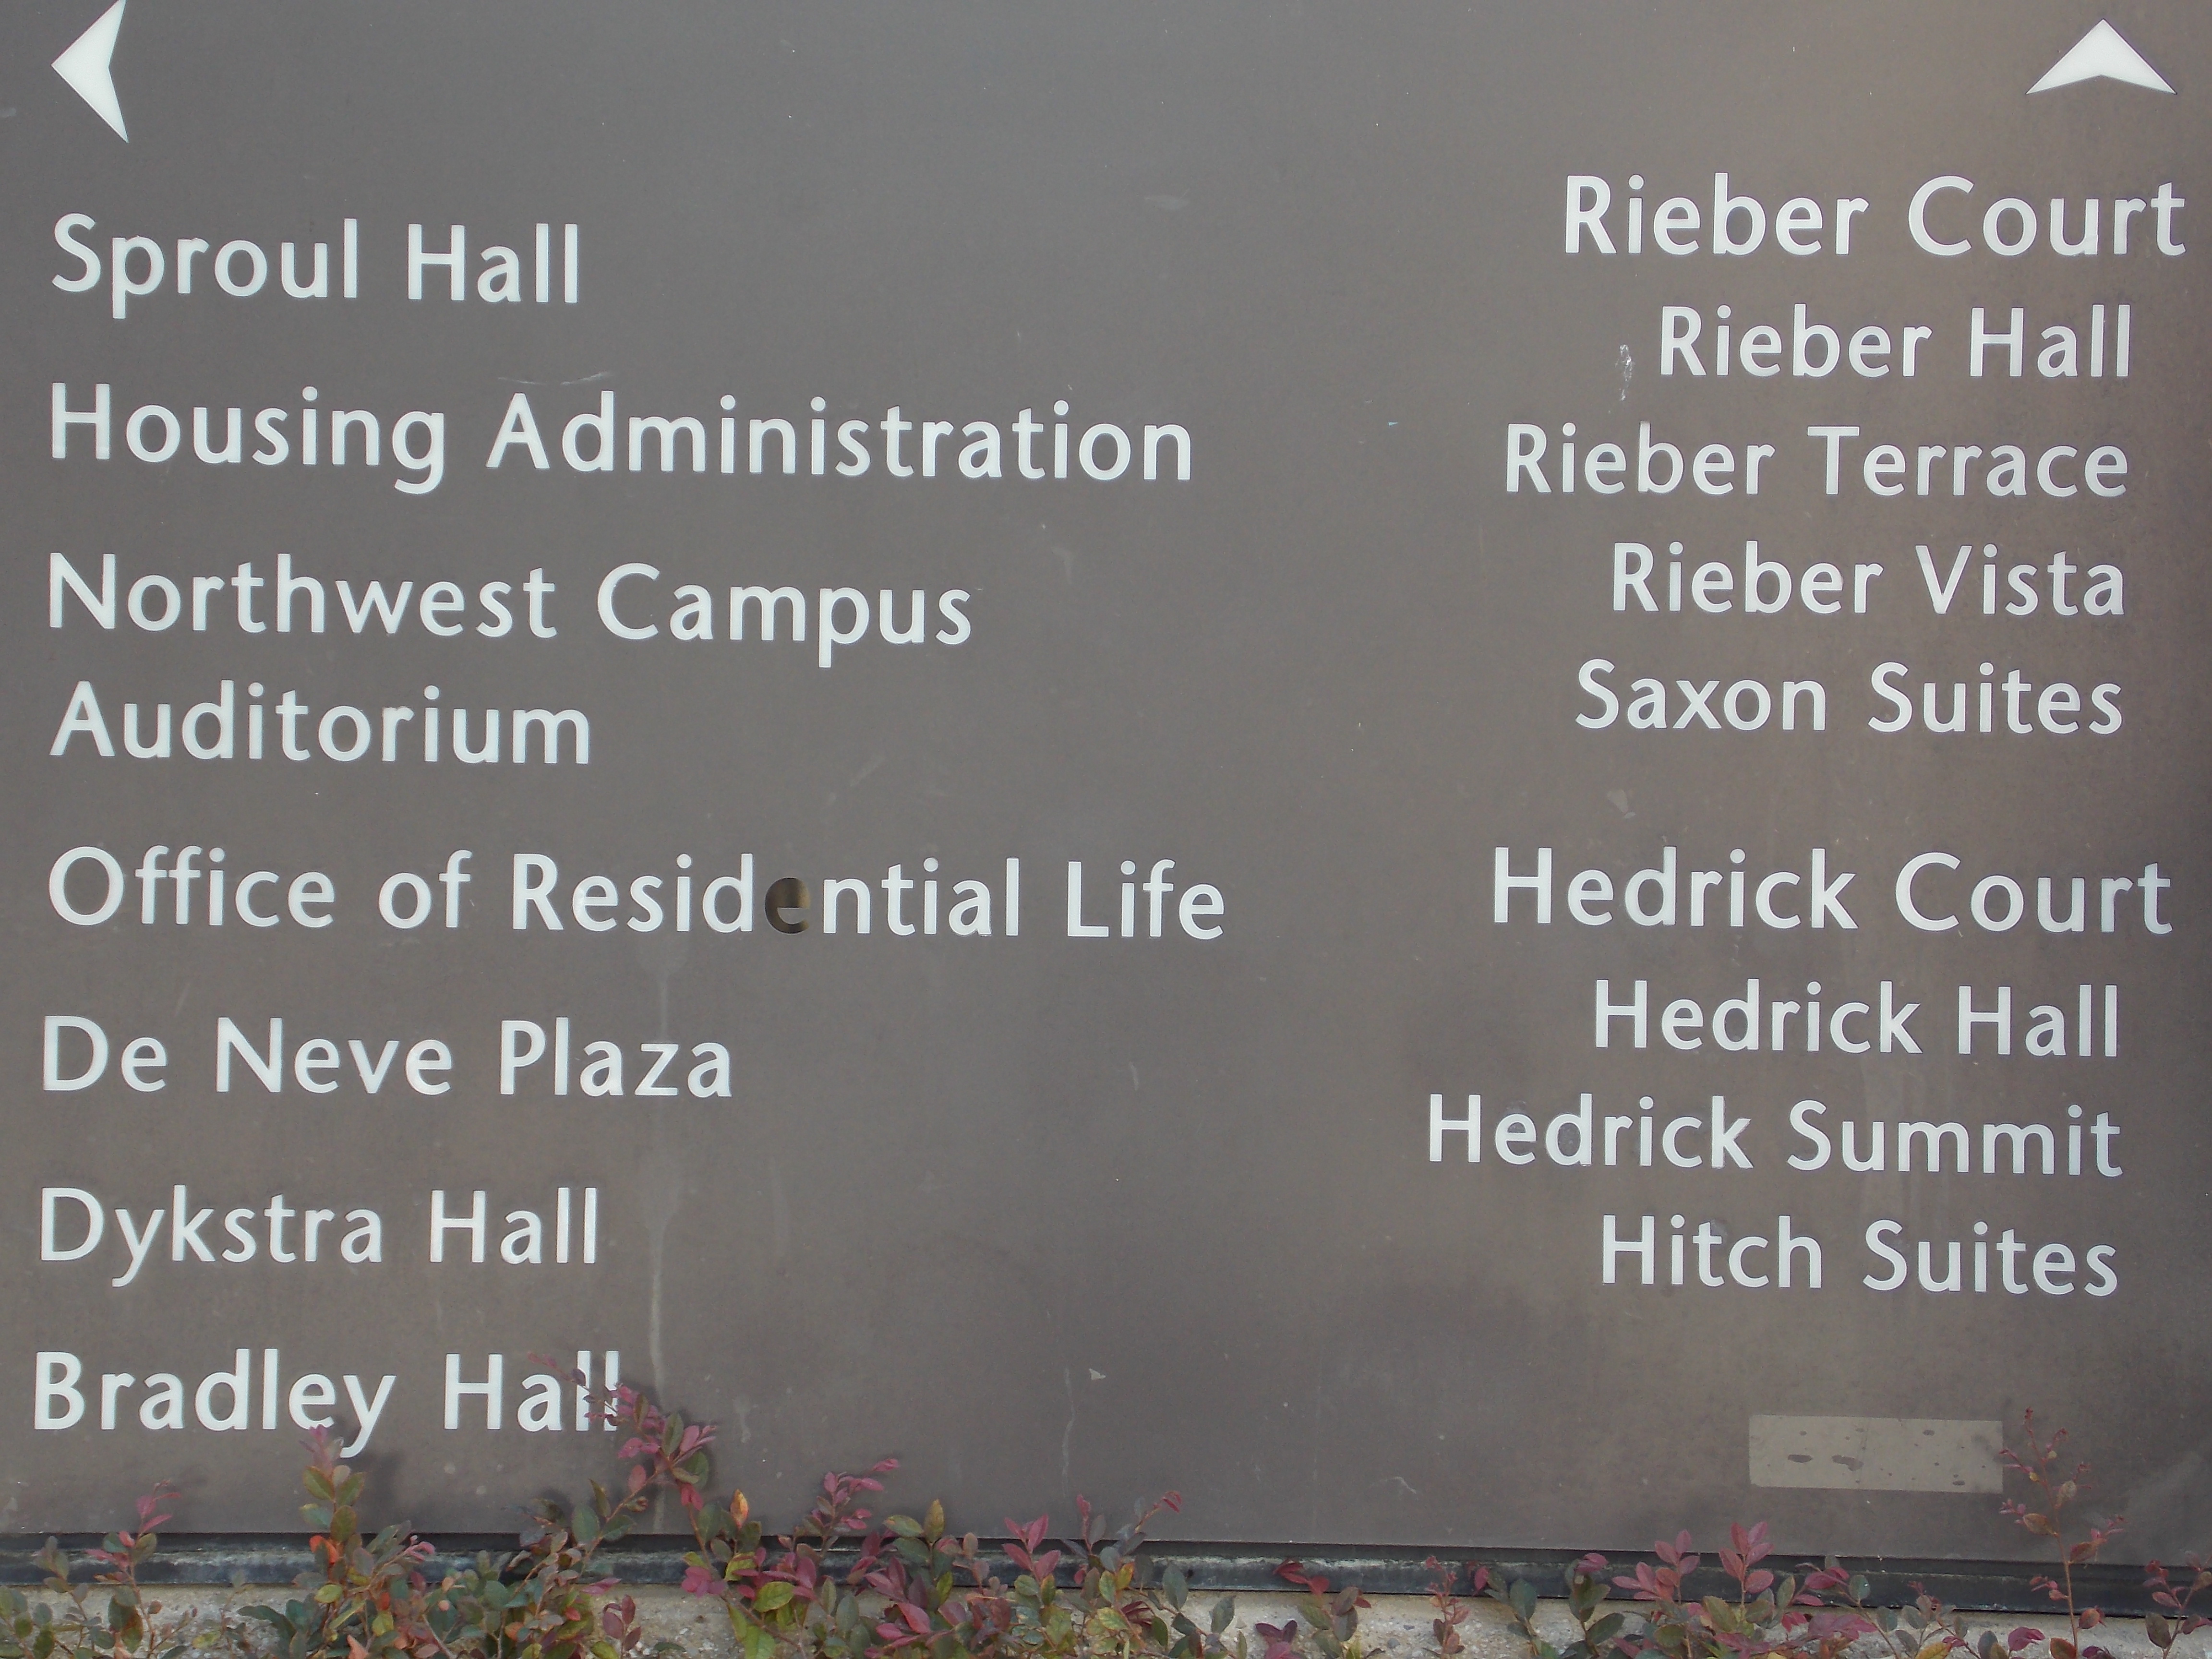 Sproul Hall
Housing Administration
Northwest Campus
Auditorium
Office of Residential Life
De Neve Plaza
Dykstra Hall
Bradley Hall
Rieber Court
Rieber Hall
Rieber Terrace
Rieber Vista
Saxon Suites
Hedrick Court
Hedrick Hall
Hedrick Summit
Hitch Suites